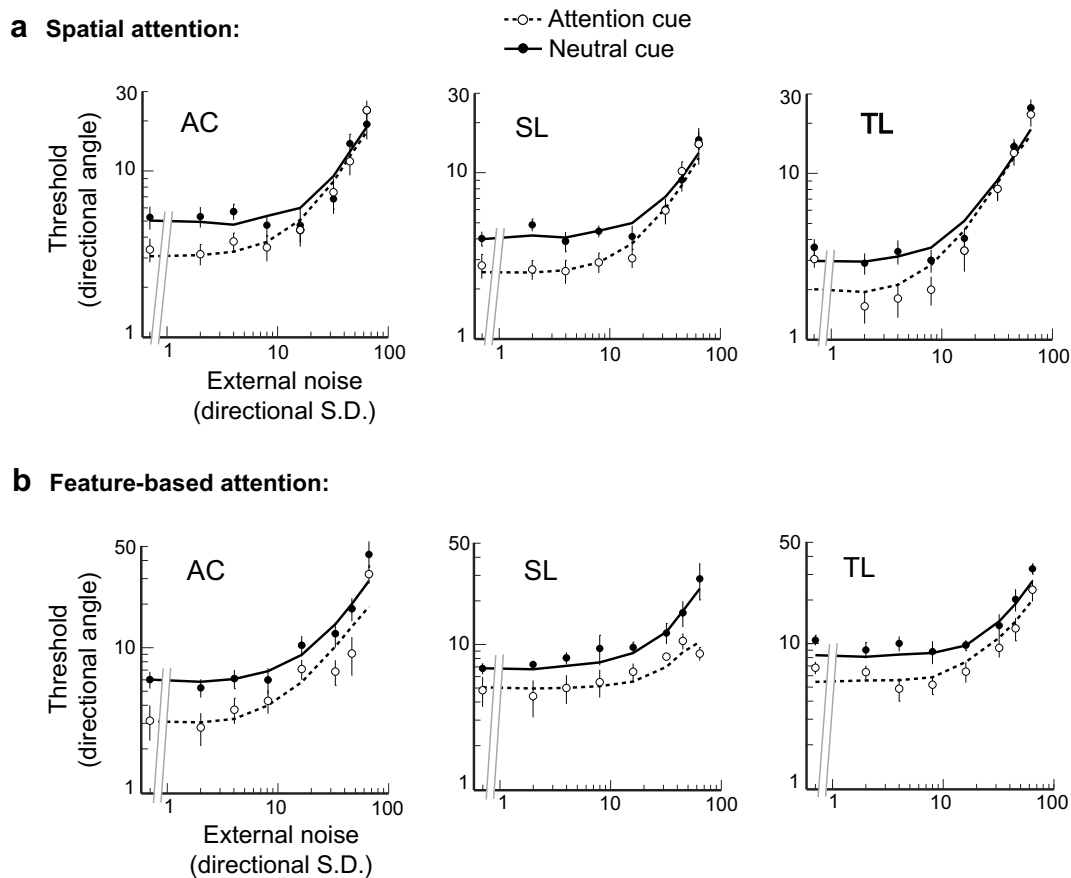 a Spatial attention:
Attention cue
Neutral cue
AC
SL
TL
30
10
1
1
10
100
Threshold
(directional angle)
External noise
(directional S.D.)
30
10
1
1
10
100
30
10
1
1
10
100
b Feature-based attention:
AC
SL
TL
50
10
1
1
10
100
Threshold
(directional angle)
External noise
(directional S.D.)
50
10
1
1
10
100
50
10
1
1
10
100